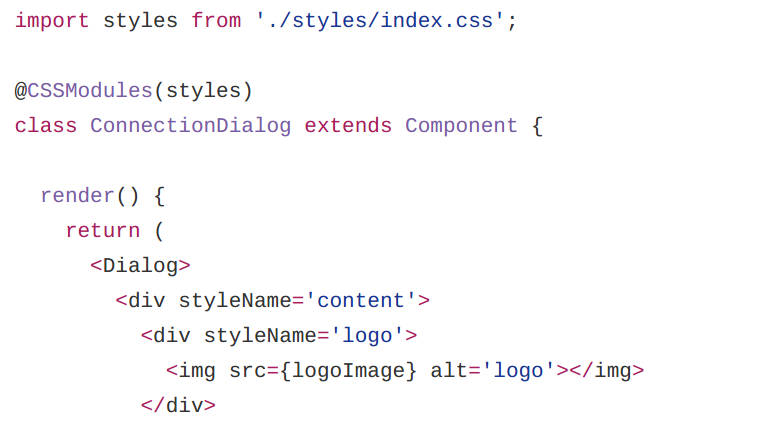 import styles from './styles/index.css';

@CSSModules(styles)
class ConnectionDialog extends Component {

  render() {
    return (
      <Dialog>
        <div styleName='content'>
          <div styleName='logo'>
            <img src={logoImage} alt='logo'></img>
          </div>